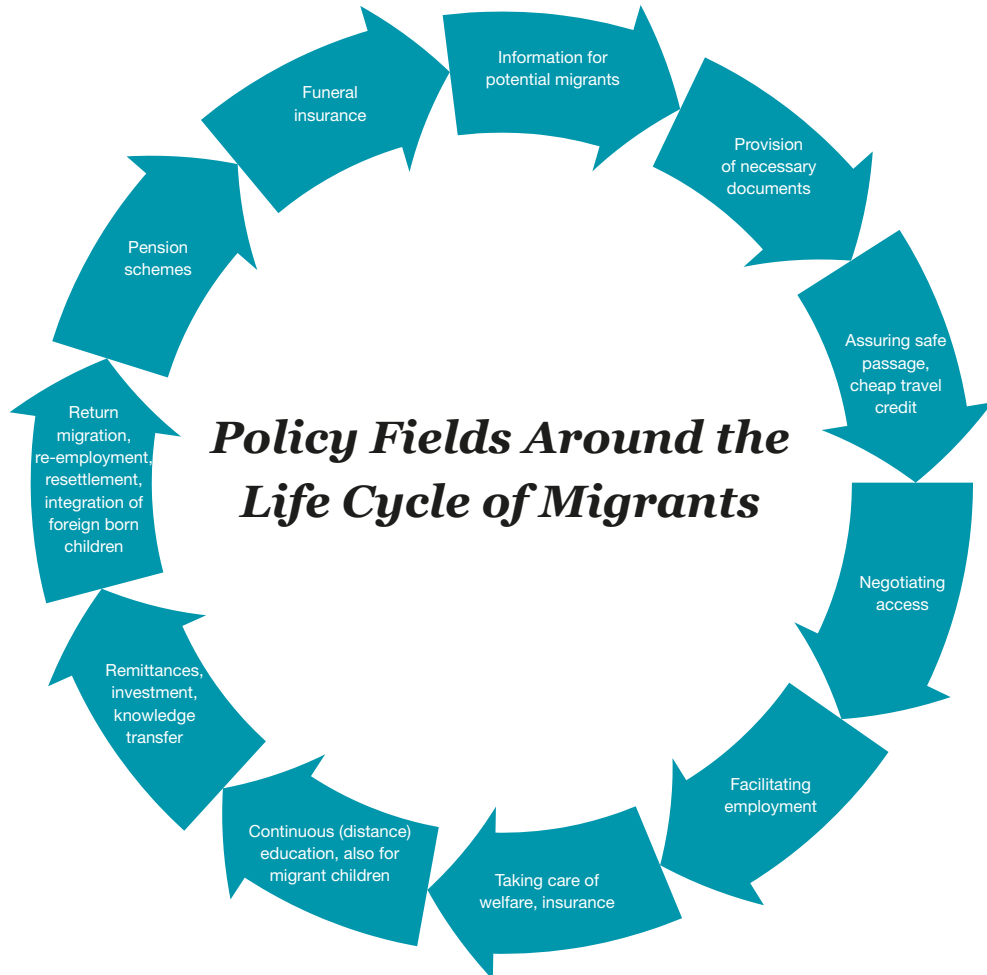 Information for
potential migrants
Provision
of necessary
documents
Assuring safe
passage,
cheap travel
credit
Negotiating
access
Facilitating
employment
Taking care of
welfare, insurance
Continuous (distance)
education, also for
migrant children
Remittances,
investment,
knowledge
transfer
Return
migration,
re-employment,
resettlement,
integration of
foreign born
children
Pension
schemes
Funeral
insurance
Policy Fields Around the
Life Cycle of Migrants